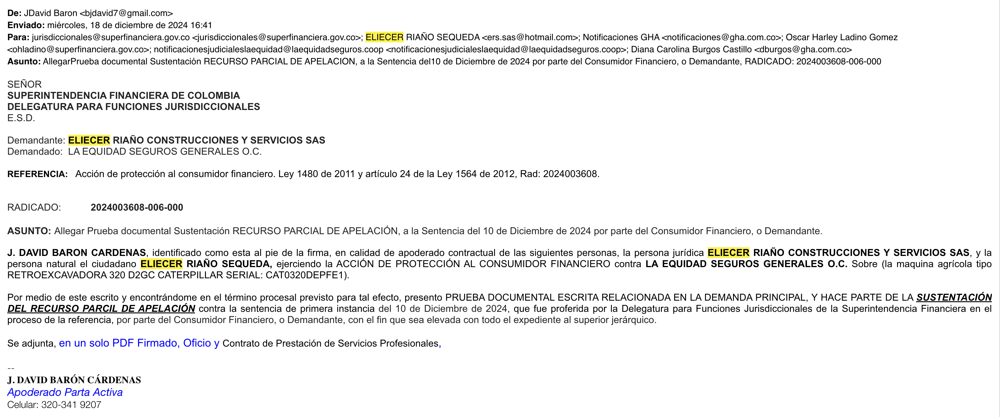 De: JDavid Baron <bjdavid7@gmail.com>
Enviado: miércoles, 18 de diciembre de 2024 16:41
Para: jurisdiccionales@superfinanciera.gov.co <jurisdiccionales@superfinanciera.gov.co>; ELIECER RIAÑO SEQUEDA <ers.sas@hotmail.com>; Notificaciones GHA <notificaciones@gha.com.co>; Oscar Harley Ladino Gomez
<ohladino@superfinanciera.gov.co>; notificacionesjudicialeslaequidad@laequidadseguros.coop <notificacionesjudicialeslaequidad@laequidadseguros.coop>; Diana Carolina Burgos Castillo <dburgos@gha.com.co>
Asunto: AllegarPrueba documental Sustentación RECURSO PARCIAL DE APELACION, a la Sentencia del10 de Diciembre de 2024 por parte del Consumidor Financiero, o Demandante, RADICADO: 2024003608-006-000
SEÑOR
SUPERINTENDENCIA FINANCIERA DE COLOMBIA
DELEGATURA PARA FUNCIONES JURISDICCIONALES
E.S.D.
Demandante: ELIECER RIAÑO CONSTRUCCIONES Y SERVICIOS SAS
Demandado: LA EQUIDAD SEGUROS GENERALES O.C.
REFERENCIA: Acción de protección al consumidor financiero. Ley 1480 de 2011 y artículo 24 de la Ley 1564 de 2012, Rad: 2024003608.
RADICADO: 2024003608-006-000
ASUNTO: Allegar Prueba documental Sustentación RECURSO PARCIAL DE APELACIÓN, a la Sentencia del 10 de Diciembre de 2024 por parte del Consumidor Financiero, o Demandante.
J. DAVID BARON CARDENAS, identificado como esta al pie de la firma, en calidad de apoderado contractual de las siguientes personas, la persona jurídica ELIECER RIAÑO CONSTRUCCIONES Y SERVICIOS SAS, y la
persona natural el ciudadano ELIECER RIAÑO SEQUEDA, ejerciendo la ACCIÓN DE PROTECCIÓN AL CONSUMIDOR FINANCIERO contra LA EQUIDAD SEGUROS GENERALES O.C. Sobre (la maquina agrícola tipo
RETROEXCAVADORA 320 D2GC CATERPILLAR SERIAL: CAT0320DEPFE1).
Por medio de este escrito y encontrándome en el término procesal previsto para tal efecto, presento PRUEBA DOCUMENTAL ESCRITA RELACIONADA EN LA DEMANDA PRINCIPAL, Y HACE PARTE DE LA SUSTENTACIÓN
DEL RECURSO PARCIL DE APELACIÓN contra la sentencia de primera instancia del 10 de Diciembre de 2024, que fue proferida por la Delegatura para Funciones Jurisdiccionales de la Superintendencia Financiera en el
proceso de la referencia, por parte del Consumidor Financiero, o Demandante, con el fin que sea elevada con todo el expediente al superior jerárquico.
Se adjunta, en un solo PDF Firmado, Oficio y Contrato de Prestación de Servicios Profesionales,
--
J. DAVID BARÓN CÁRDENAS
Apoderado Parta Activa
Celular: 320-341 9207